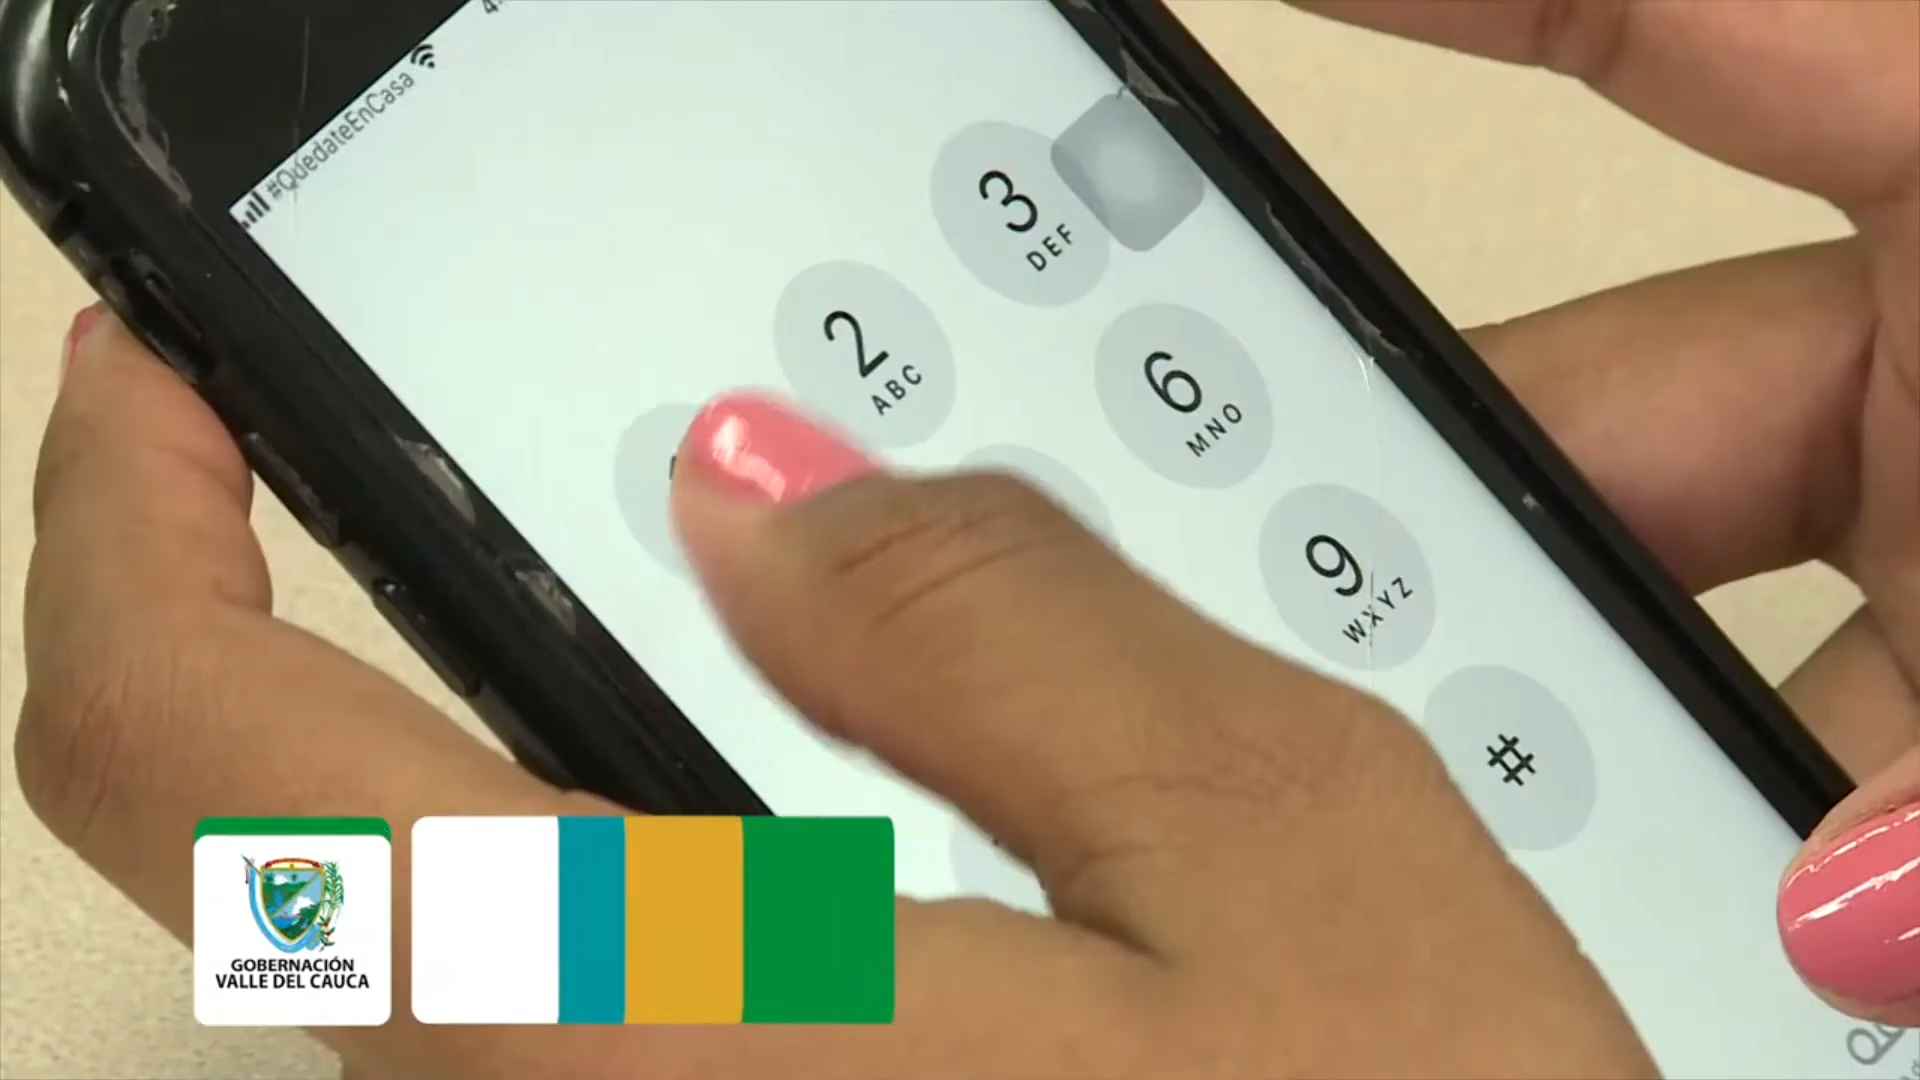 #QuedateEnCasa
3
DEF
2
ABC
6
MNO
9
WXYZ
#
GOBERNACIÓN
VALLE DEL CAUCA